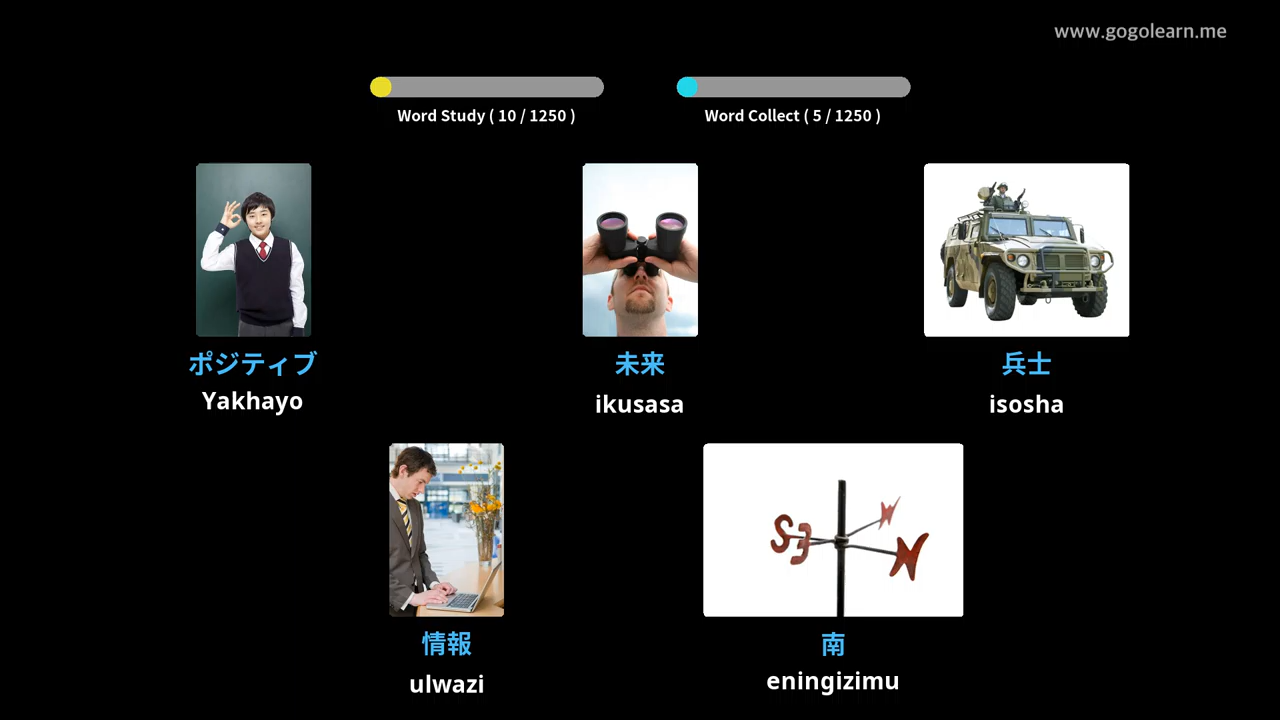 www.gogolearn.me
Word Study ( 10 / 1250 )
Word Collect ( 5 / 1250 )
ポジティブ
Yakhayo
未来
ikusasa
兵士
isosha
情報
ulwazi
南
eningizimu